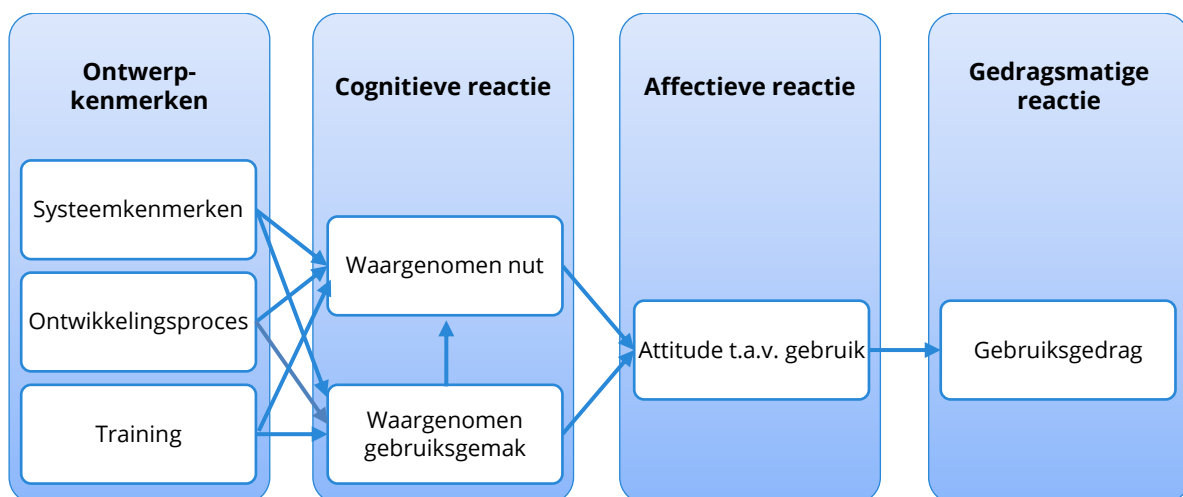 Ontwerp-
kenmerken
Systeemkenmerken
Ontwikkelingsproces
Training
Cognitieve reactie
Waargenomen nut
Waargenomen
gebruiksgemak
Affectieve reactie
Attitude t.a.v. gebruik
Gedragsmatige
reactie
Gebruiksgedrag